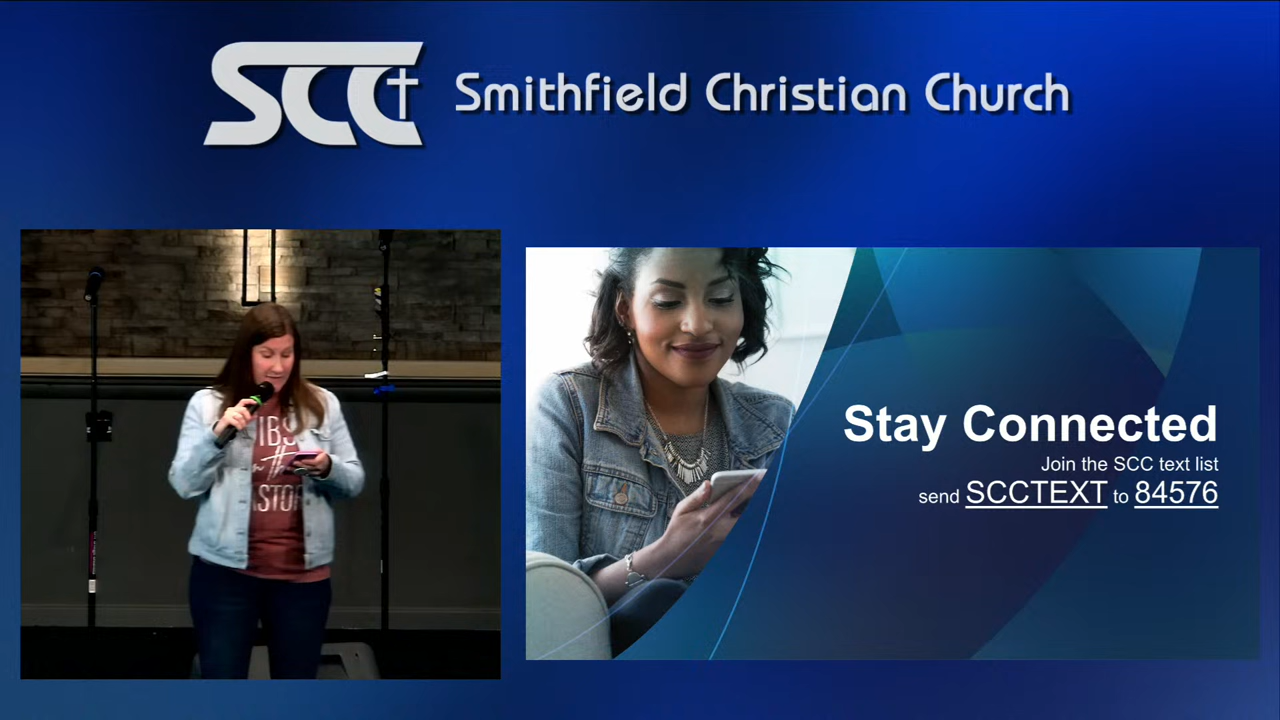 SCC
Smithfield Christian Church
Stay Connected
Join the SCC text list
send SCCTEXT to 84576